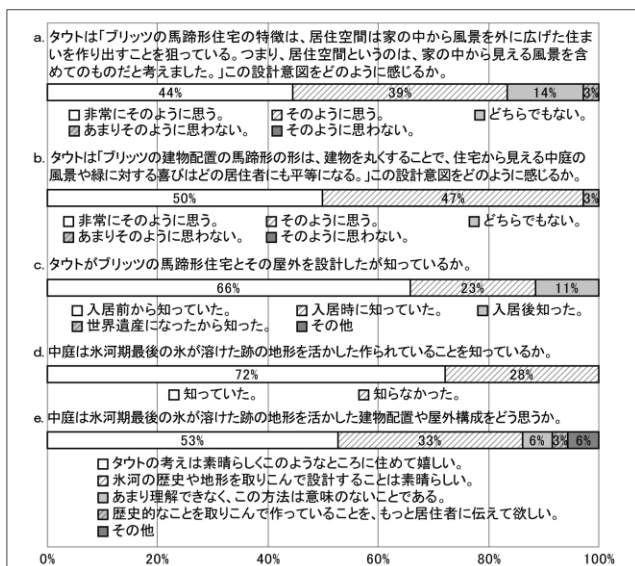 a. タウトは「ブリッツの馬蹄形住宅の特徴は、居住空間は家の中から風景を外に広げた住ま
いを作り出すことを狙っている。つまり、居住空間というのは、家の中から見える風景を含
めてのものだと考えました。」この設計意図をどのように感じるか。
44% 39% 14% 3%
非常にそのように思う。 そのように思う。 どちらでもない。
あまりそのように思わない。 そのように思わない。
b. タウトは「ブリッツの建物配置の馬蹄形の形は、建物を丸くすることで、住宅から見える中庭の
風景や緑に対する喜びはどの居住者にも平等になる。」この設計意図をどのように感じるか。
50% 47% 3%
非常にそのように思う。 そのように思う。 どちらでもない。
あまりそのように思わない。 そのように思わない。
c. タウトがブリッツの馬蹄形住宅とその屋外を設計したが知っているか。
66% 23% 11%
入居前から知っていた。 入居時に知っていた。 入居後知った。
世界遺産になったから知った。 その他
d. 中庭は氷河期最後の氷が溶けた跡の地形を活かした作られていることを知っているか。
72% 28%
知っていた。 知らなかった。
e. 中庭は氷河期最後の氷が溶けた跡の地形を活かした建物配置や屋外構成をどう思うか。
53% 33% 6% 3% 6%
タウトの考えは素晴らしくこのようなところに住めて嬉しい。
氷河の歴史や地形を取りこんで設計することは素晴らしい。
あまり理解できなく、この方法は意味のないことである。
歴史的なことを取りこんで作っていることを、もっと居住者に伝えて欲しい。
その他
0% 20% 40% 60% 80% 100%